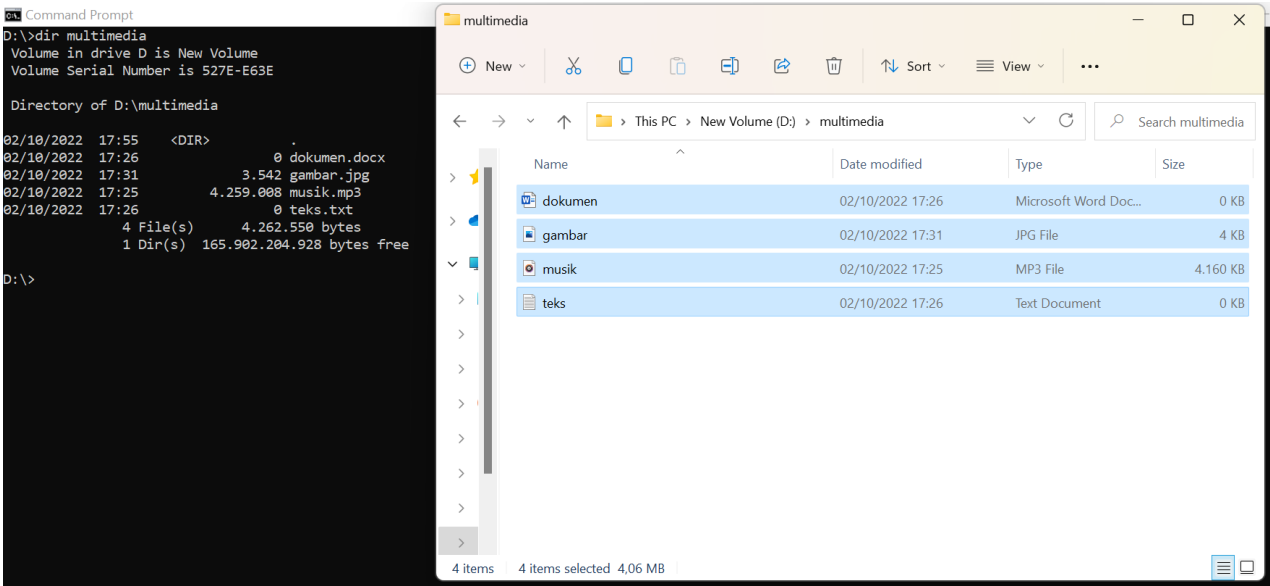 Command Prompt
D:\>dir multimedia
Volume in drive D is New Volume
Volume Serial Number is 527E-E63E
Directory of D:\multimedia
02/10/2022 17:55 <DIR> .
02/10/2022 17:26 0 dokumen.docx
02/10/2022 17:31 3.542 gambar.jpg
02/10/2022 17:25 4.259.008 musik.mp3
02/10/2022 17:26 0 teks.txt
4 File(s) 4.262.550 bytes
1 Dir(s) 165.902.204.928 bytes free
D:\>
multimedia
New Sort View
This PC > New Volume (D:) > multimedia Search multimedia
Name Date modified Type Size
dokumen 02/10/2022 17:26 Microsoft Word Doc... 0 KB
gambar 02/10/2022 17:31 JPG File 4 KB
musik 02/10/2022 17:25 MP3 File 4.160 KB
teks 02/10/2022 17:26 Text Document 0 KB
4 items 4 items selected 4,06 MB